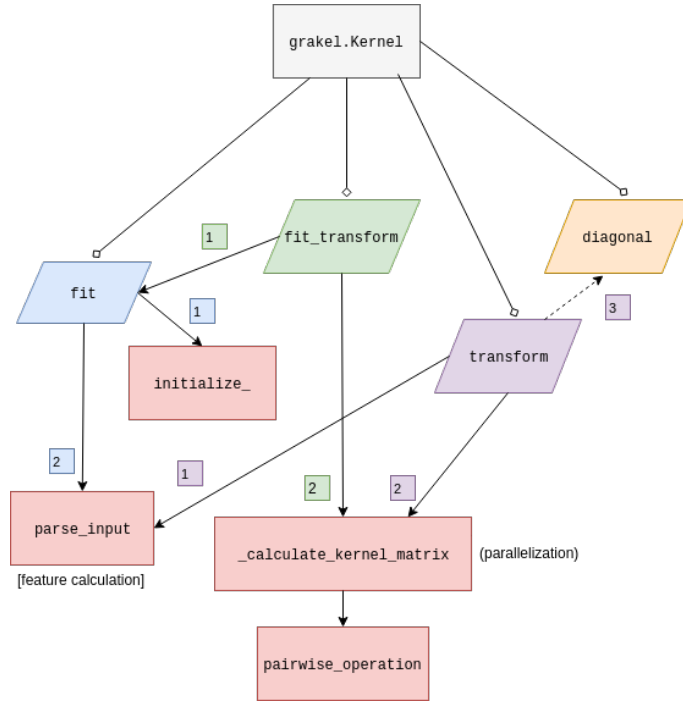 grakel.Kernel
1
fit_transform
diagonal
fit
1
3
initialize_
transform
2
1
2
2
parse_input
_calculate_kernel_matrix
(parallelization)
[feature calculation]
pairwise_operation